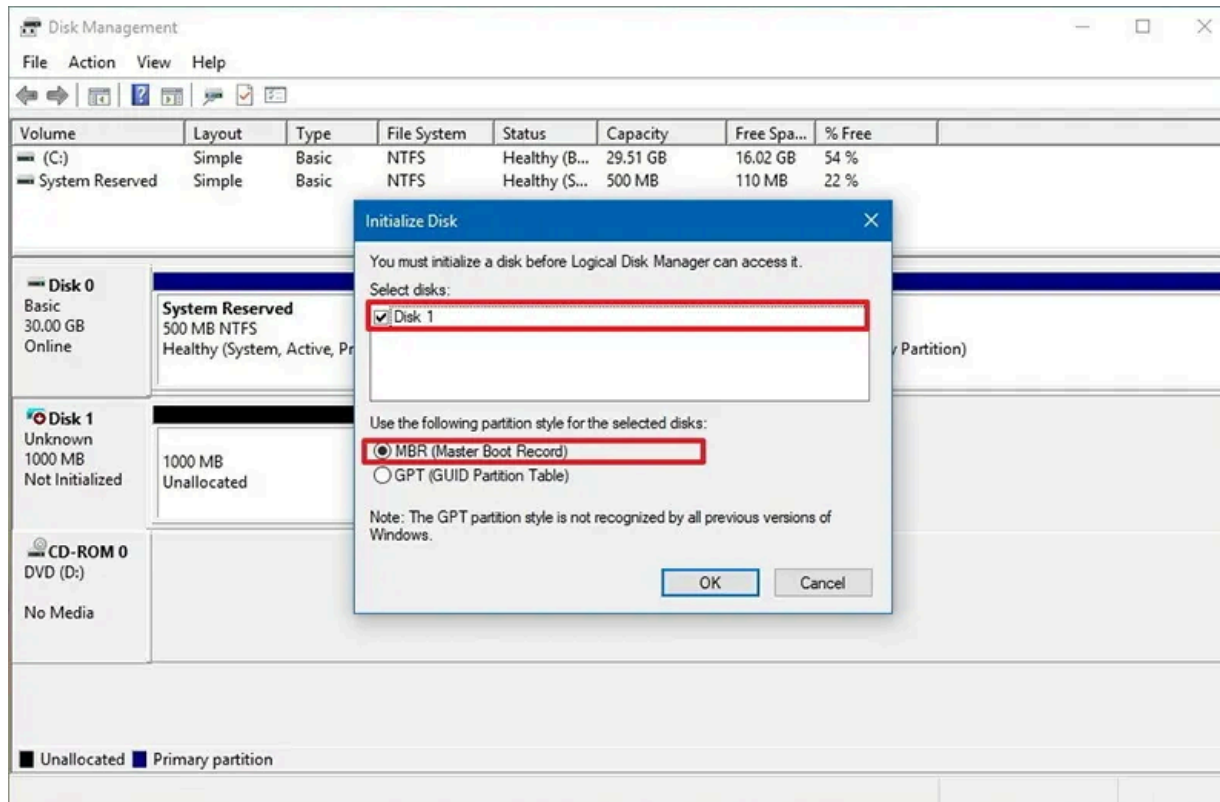 Disk Management
File Action View Help
Volume Layout Type File System Status Capacity Free Spa... % Free
(C:) Simple Basic NTFS Healthy (B... 29.51 GB 16.02 GB 54 %
System Reserved Simple Basic NTFS Healthy (S... 500 MB 110 MB 22 %
Disk 0
Basic
30.00 GB
Online
System Reserved
500 MB NTFS
Healthy (System, Active, Pr
y Partition)
Disk 1
Unknown
1000 MB
Not Initialized
1000 MB
Unallocated
CD-ROM 0
DVD (D:)
No Media
Initialize Disk
You must initialize a disk before Logical Disk Manager can access it.
Select disks:
Disk 1
Use the following partition style for the selected disks:
MBR (Master Boot Record)
GPT (GUID Partition Table)
Note: The GPT partition style is not recognized by all previous versions of
Windows.
OK Cancel
Unallocated Primary partition